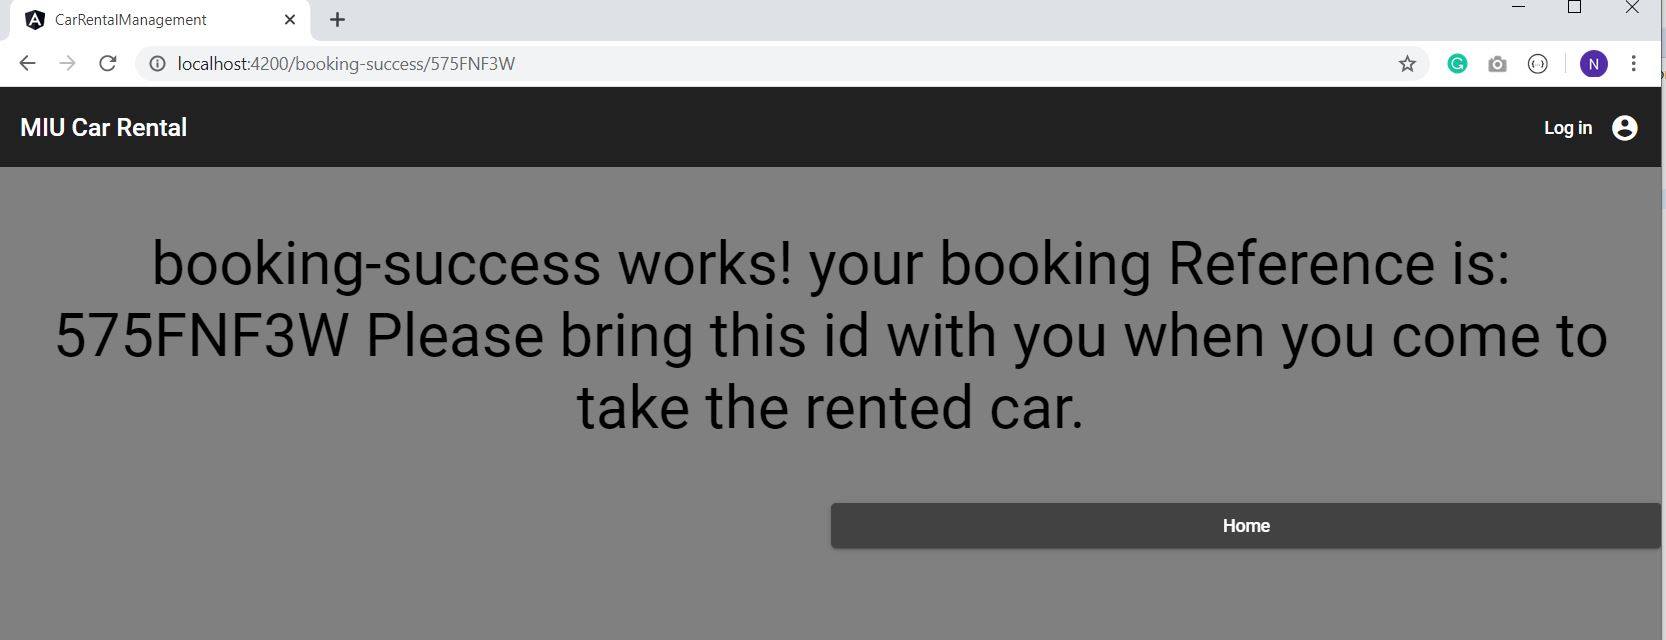 CarRentalManagement
localhost:4200/booking-success/575FNF3W
N
MIU Car Rental
Log in
booking-success works! your booking Reference is:
575FNF3W Please bring this id with you when you come to
take the rented car.
Home